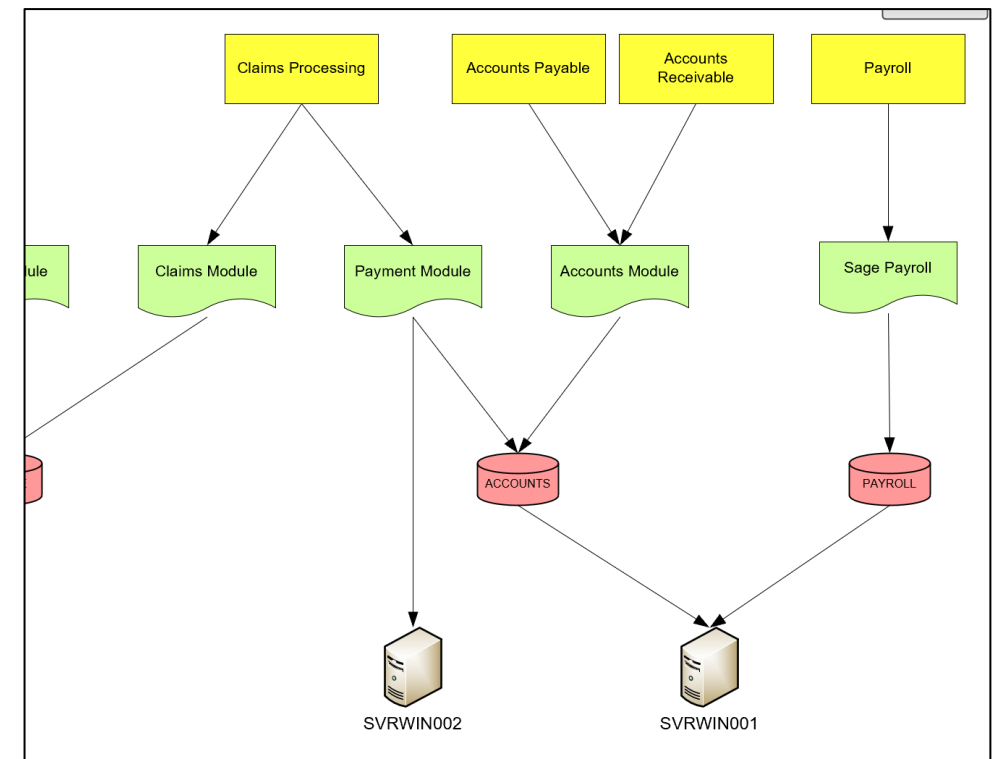 Claims Processing
Accounts Payable
Accounts
Receivable
Payroll
Claims Module
Payment Module
Accounts Module
Sage Payroll
ACCOUNTS
PAYROLL
SVRWIN002
SVRWIN001